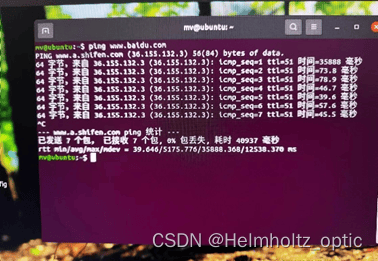 mv@ubuntu: ~
mv@ubuntu:~$ ping www.baidu.com
PING www.a.shifen.com (36.155.132.3) 56(84) bytes of data.
64 字节，来自 36.155.132.3 (36.155.132.3): icmp_seq=1 ttl=51 时间=35888 毫秒
64 字节，来自 36.155.132.3 (36.155.132.3): icmp_seq=2 ttl=51 时间=73.8 毫秒
64 字节，来自 36.155.132.3 (36.155.132.3): icmp_seq=3 ttl=51 时间=78.9 毫秒
64 字节，来自 36.155.132.3 (36.155.132.3): icmp_seq=4 ttl=51 时间=46.7 毫秒
64 字节，来自 36.155.132.3 (36.155.132.3): icmp_seq=5 ttl=51 时间=39.6 毫秒
64 字节，来自 36.155.132.3 (36.155.132.3): icmp_seq=6 ttl=51 时间=57.6 毫秒
64 字节，来自 36.155.132.3 (36.155.132.3): icmp_seq=7 ttl=51 时间=45.5 毫秒
^C
--- www.a.shifen.com ping 统计 ---
已发送 7 个包， 已接收 7 个包, 0% 包丢失, 耗时 40937 毫秒
rtt min/avg/max/mdev = 39.646/5175.776/35888.368/12538.370 ms
mv@ubuntu:~$
fig
CSDN @Helmholtz_optic